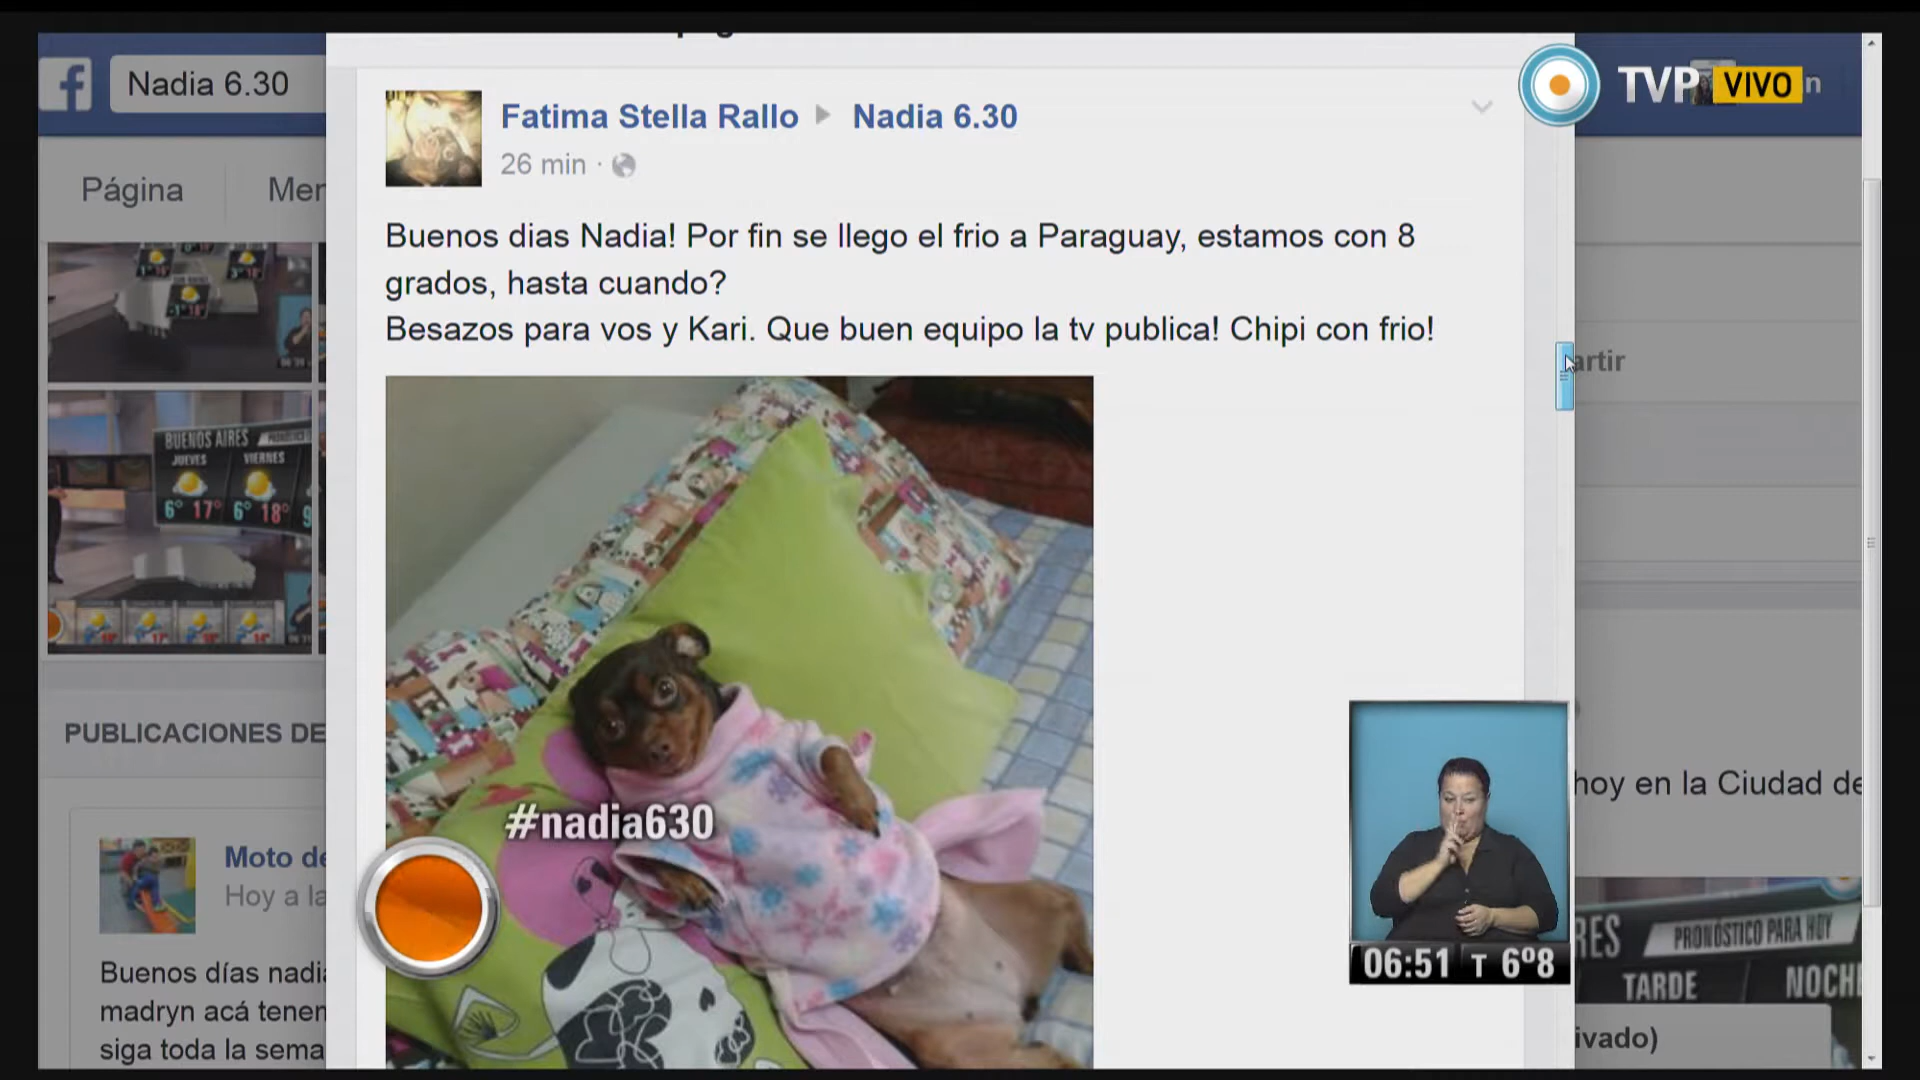 Nadia 6.30
TVP VIVO
Fatima Stella Rallo Nadia 6.30
26 min ·
Página
Buenos dias Nadia! Por fin se llego el frio a Paraguay, estamos con 8
grados, hasta cuando?
Besazos para vos y Kari. Que buen equipo la tv publica! Chipi con frio!
artir
BUENOS AIRES
JUEVES VIERNES
6° 17° 6° 18°
PUBLICACIONES DE
hoy en la Ciudad de
#nadia630
Moto de
Hoy a la
Buenos días nadia
madryn acá tenem
siga toda la sema
06:51 T 6º8
RES PRONÓSTICO PARA HOY
TARDE NOCHE
ivado)